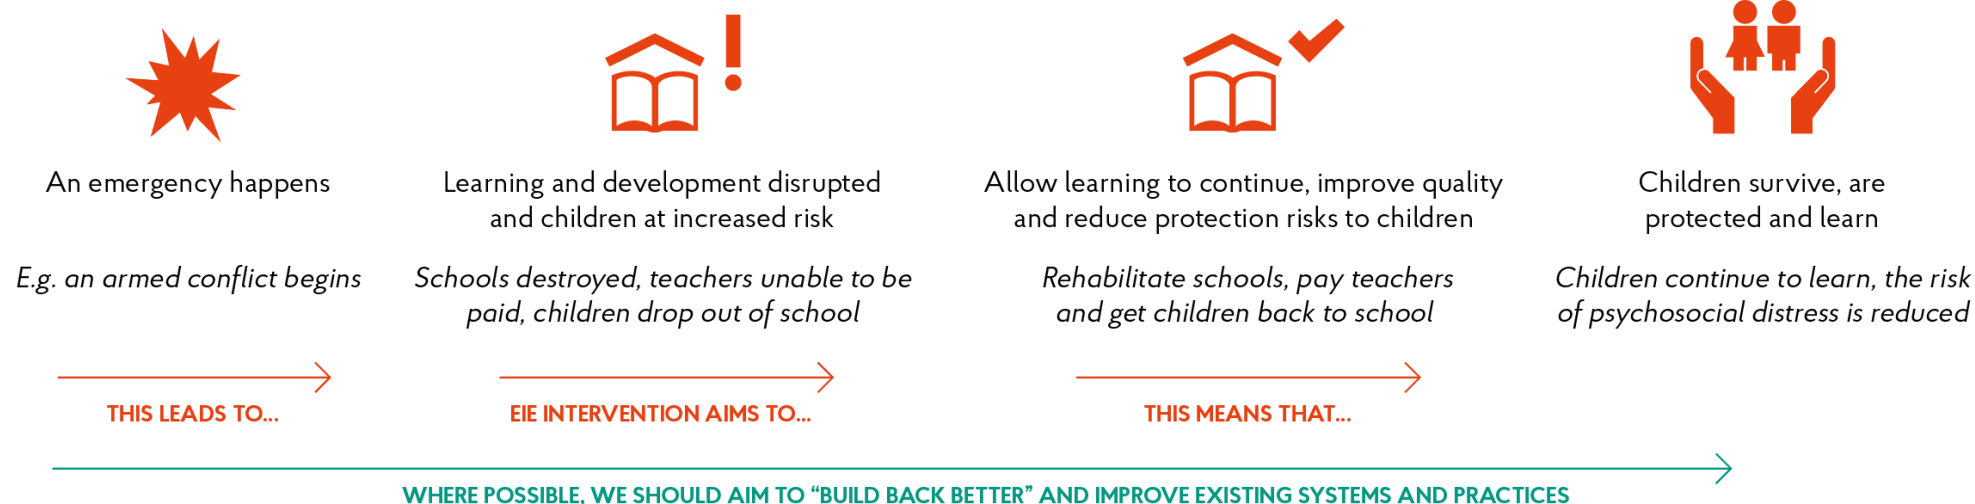 An emergency happens
E.g. an armed conflict begins
THIS LEADS TO...
Learning and development disrupted
and children at increased risk
Schools destroyed, teachers unable to be
paid, children drop out of school
EIE INTERVENTION AIMS TO...
Allow learning to continue, improve quality
and reduce protection risks to children
Rehabilitate schools, pay teachers
and get children back to school
THIS MEANS THAT...
Children survive, are
protected and learn
Children continue to learn, the risk
of psychosocial distress is reduced
WHERE POSSIBLE, WE SHOULD AIM TO “BUILD BACK BETTER” AND IMPROVE EXISTING SYSTEMS AND PRACTICES